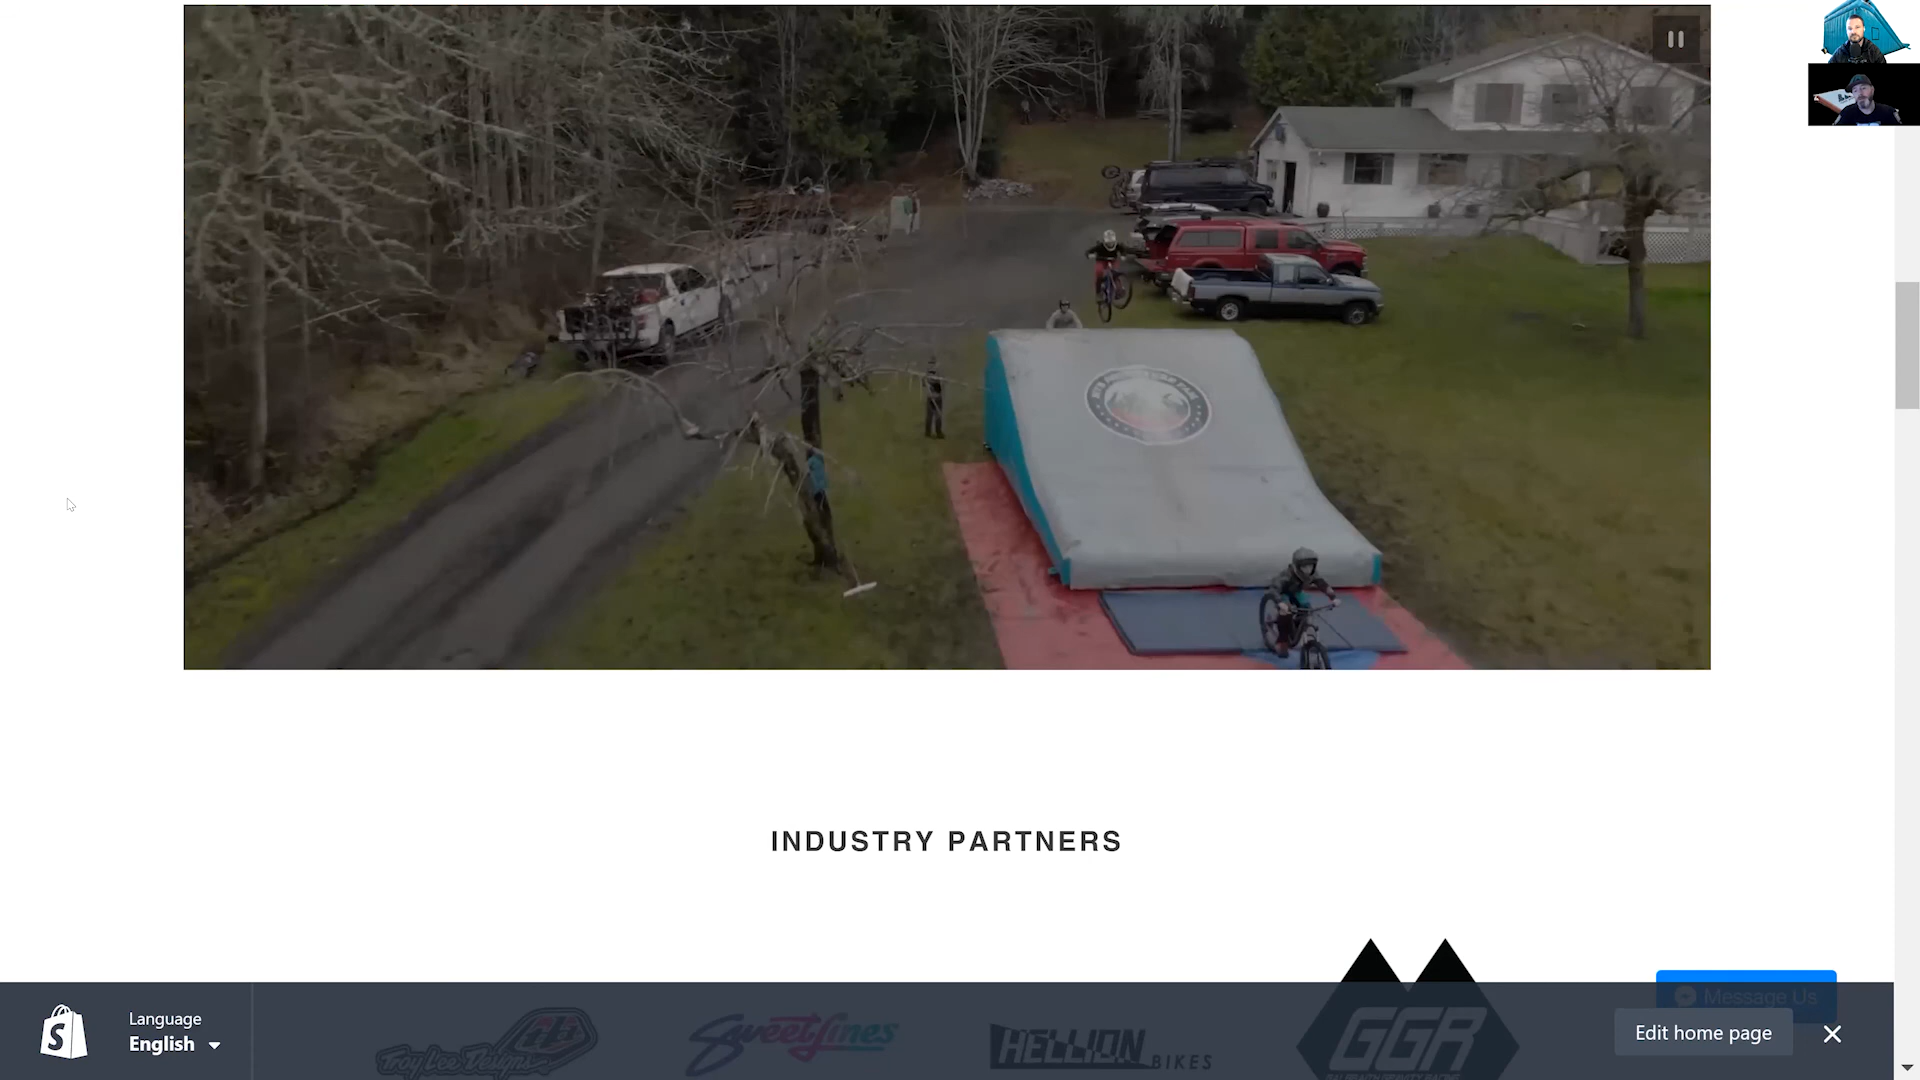 INDUSTRY PARTNERS
Message Us
Language
English
Edit home page
Troy Lee Designs
SweetLines
HELLION BIKES
GGR